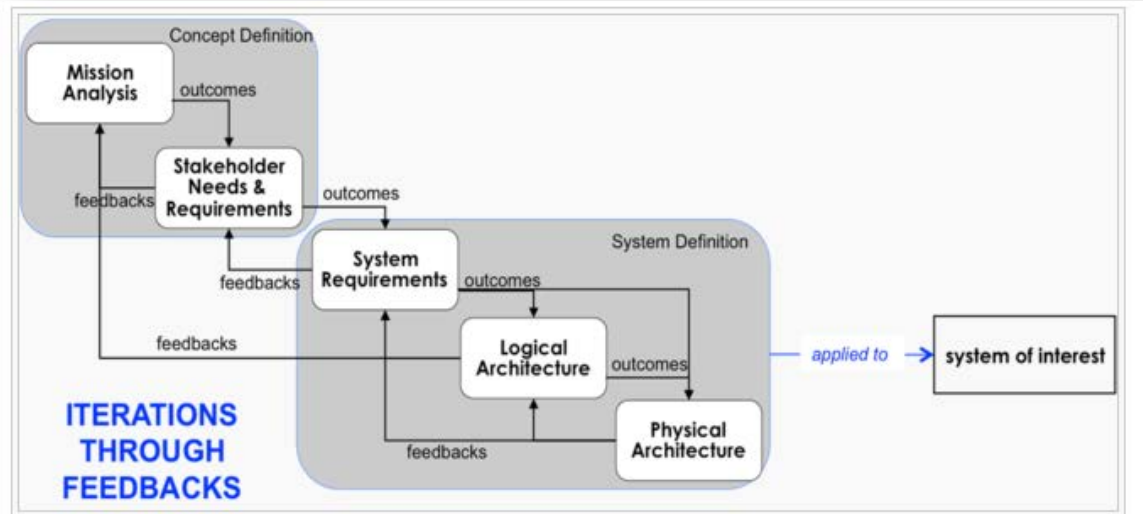 Concept Definition
Mission
Analysis
outcomes
Stakeholder
Needs &
Requirements
feedbacks
outcomes
System Definition
System
Requirements
feedbacks
outcomes
feedbacks
Logical
Architecture
outcomes
applied to
system of interest
Physical
Architecture
feedbacks
ITERATIONS
THROUGH
FEEDBACKS